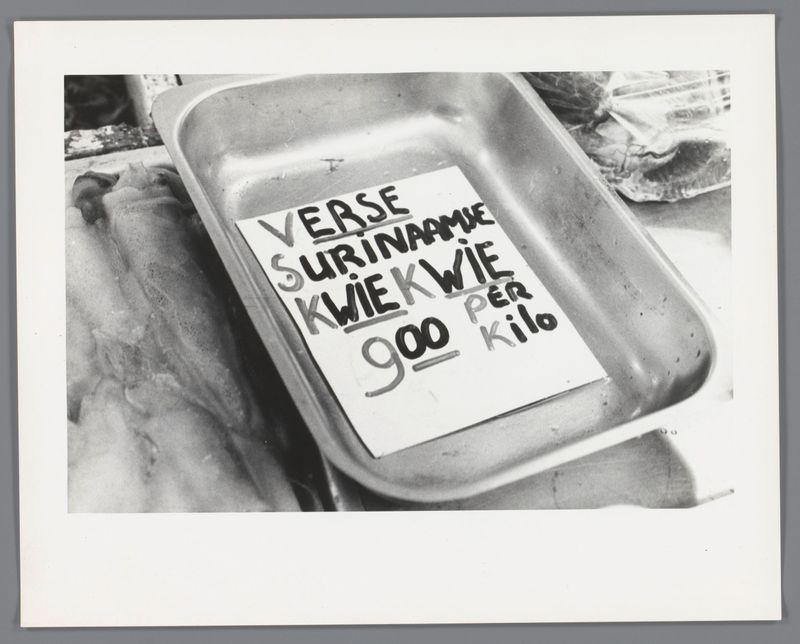 VERSE
SURINAAMSE
KWIEKWIE
900 PER
Kilo